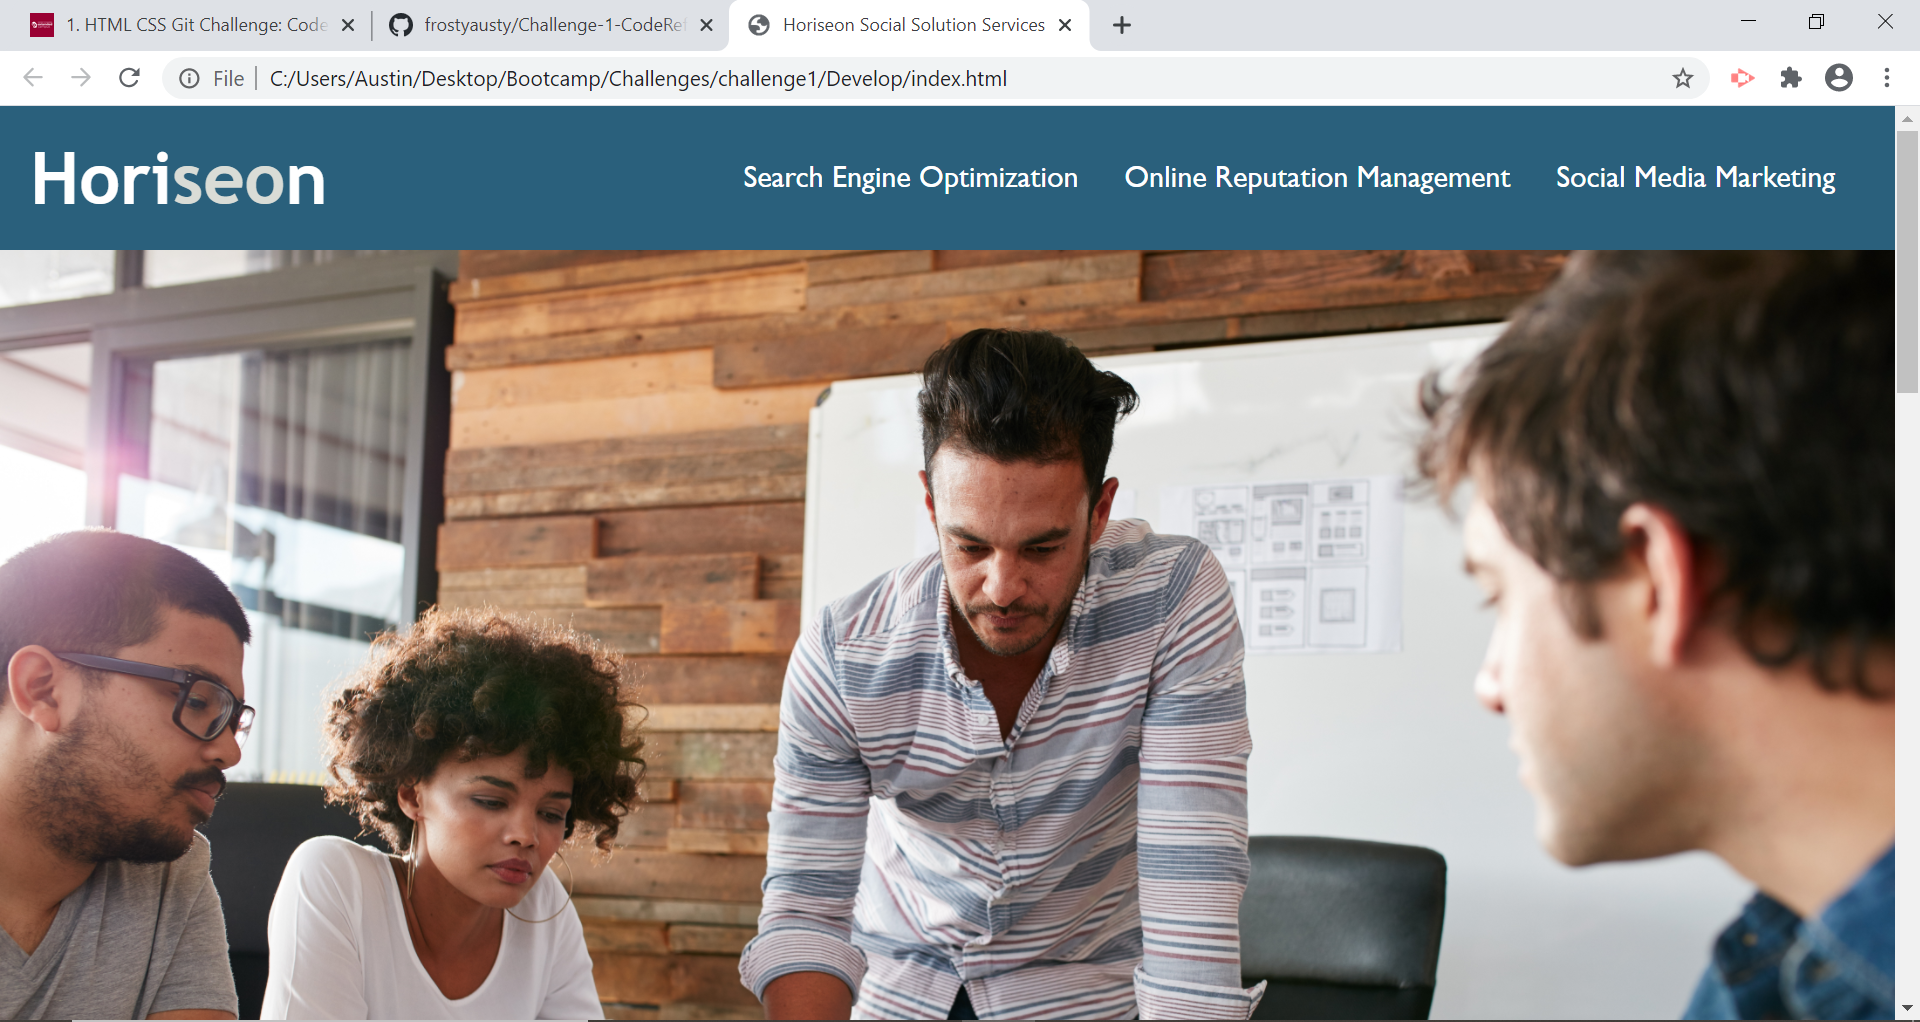 1. HTML CSS Git Challenge: Code
frostyausty/Challenge-1-CodeRef
Horiseon Social Solution Services
File
C:/Users/Austin/Desktop/Bootcamp/Challenges/challenge1/Develop/index.html
Horiseon
Search Engine Optimization
Online Reputation Management
Social Media Marketing